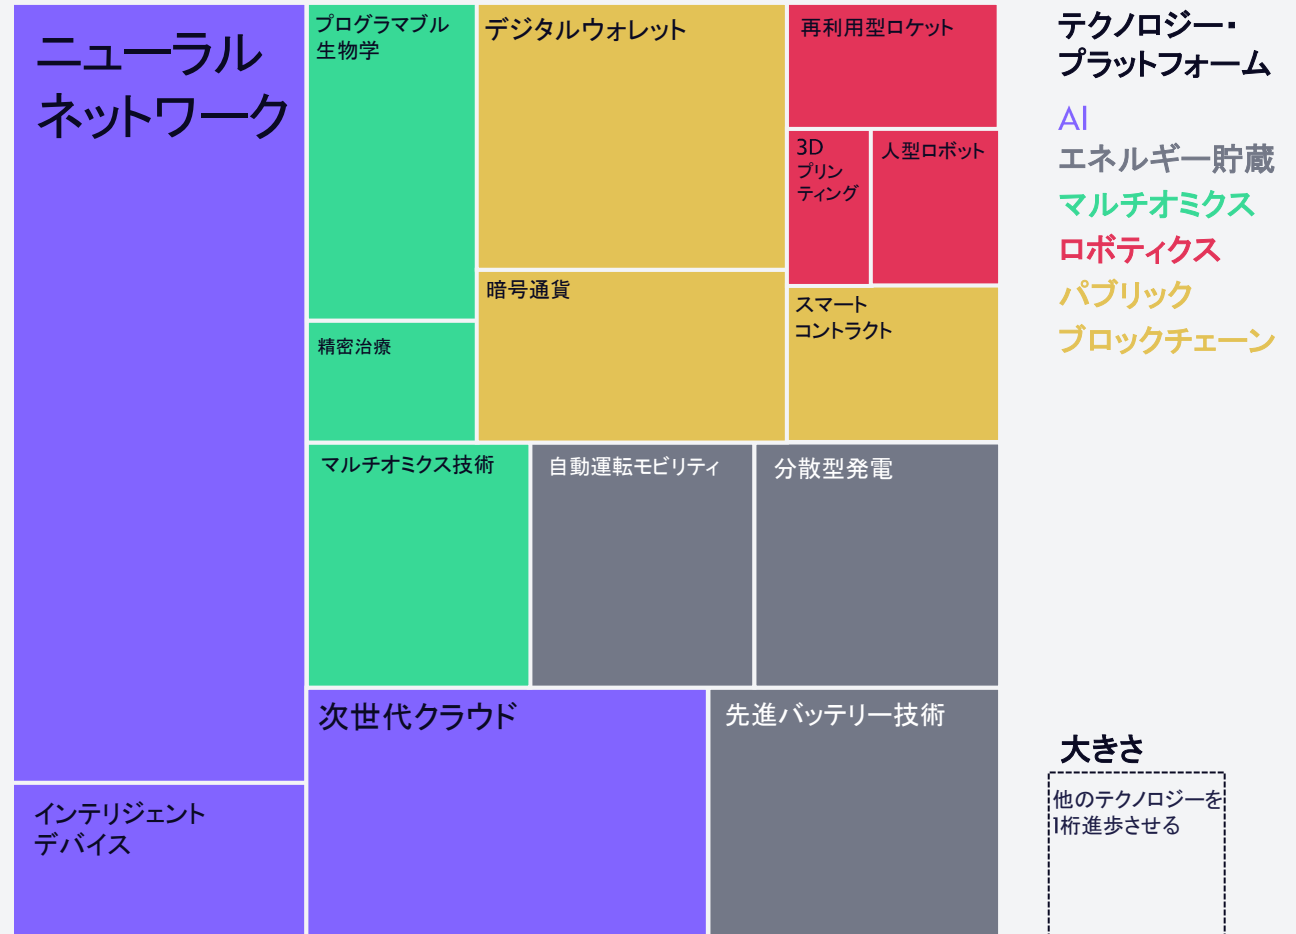 ニューラル
ネットワーク
インテリジェント
デバイス
プログラマブル
生物学
精密治療
デジタルウォレット
暗号通貨
再利用型ロケット
3D
プリン
ティング
人型ロボット
スマート
コントラクト
マルチオミクス技術
自動運転モビリティ
分散型発電
次世代クラウド
先進バッテリー技術
テクノロジー・
プラットフォーム
AI
エネルギー貯蔵
マルチオミクス
ロボティクス
パブリック
ブロックチェーン
大きさ
他のテクノロジーを
1桁進歩させる